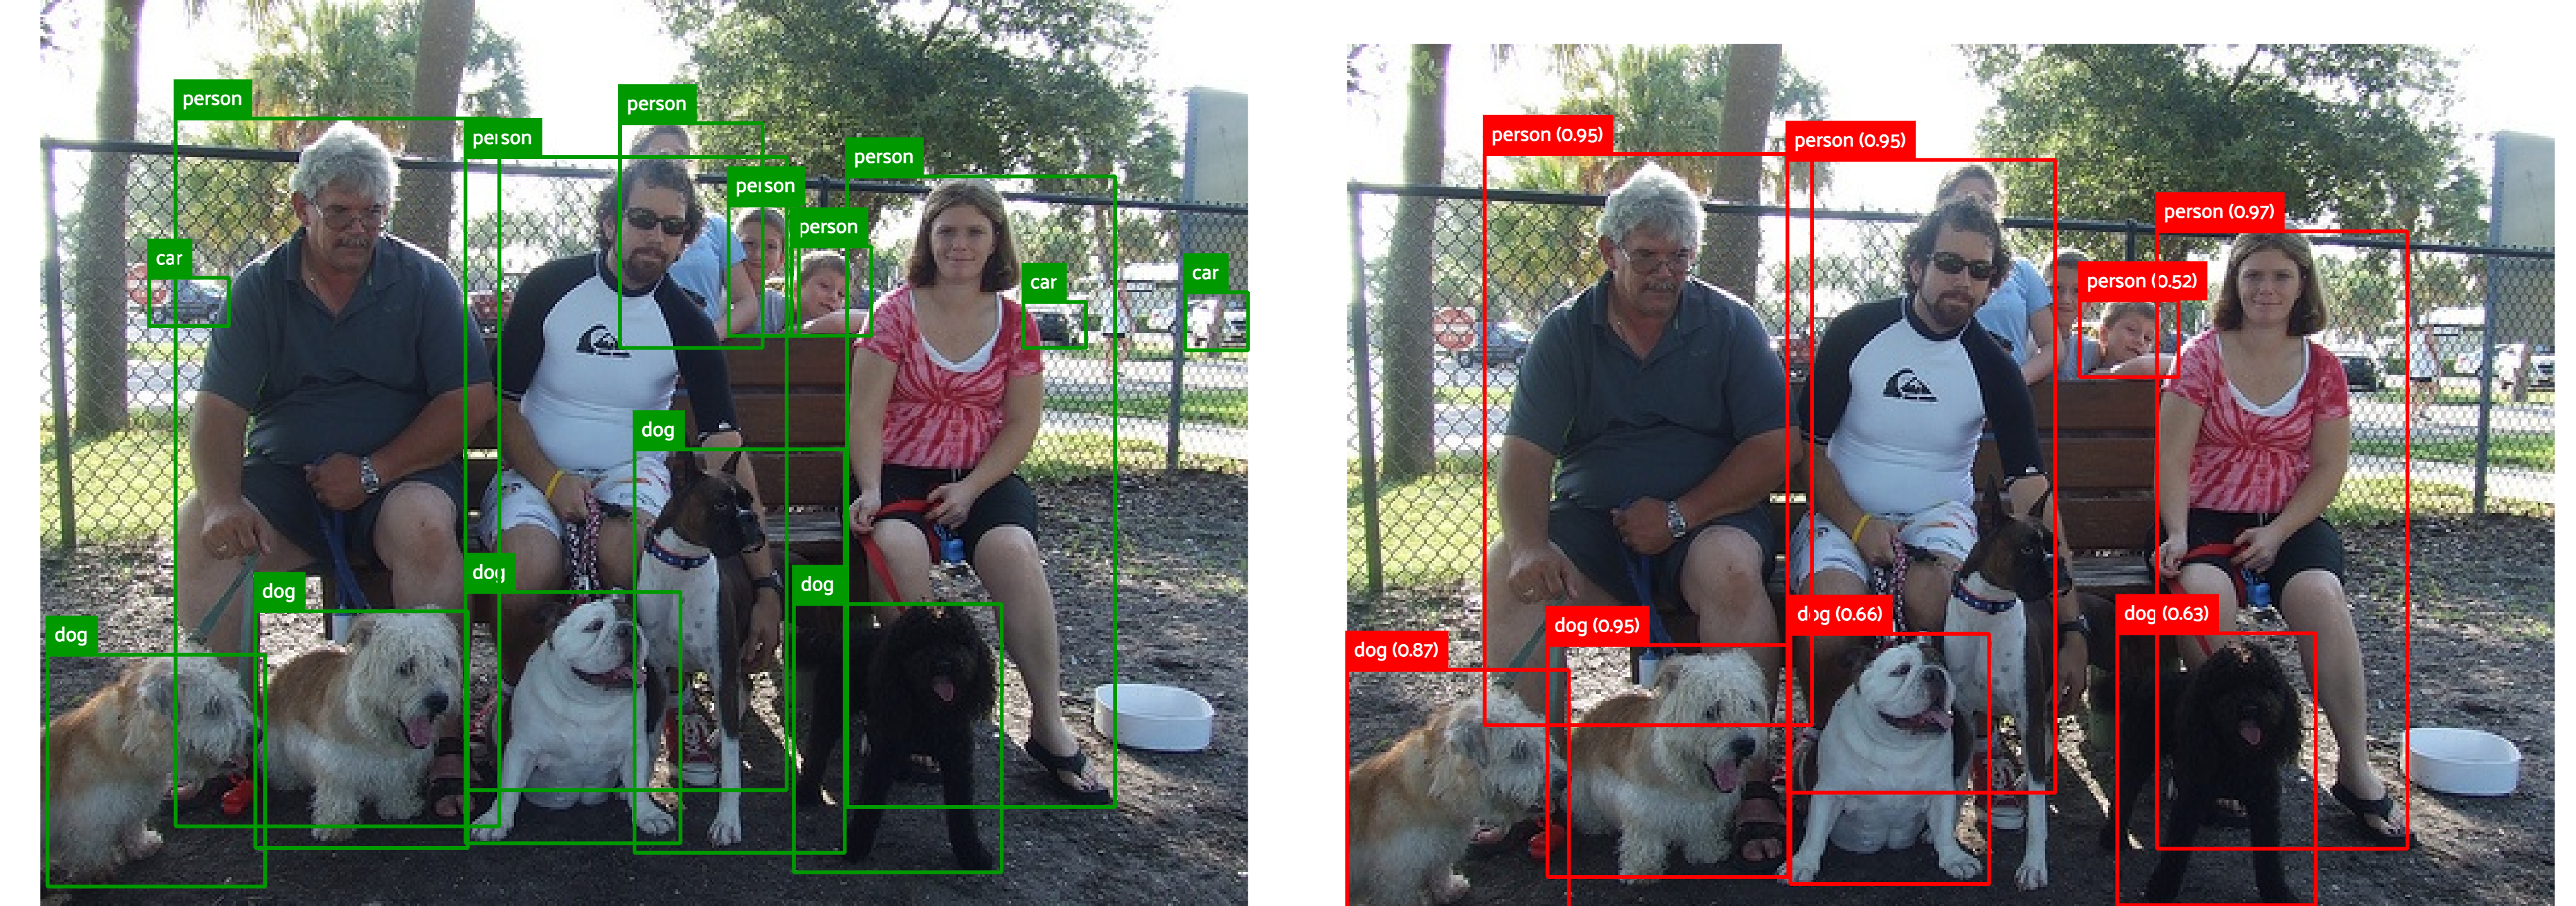 person
person
person
person
person
person
car
car
car
dog
dog
dog
dog
dog
person (0.95)
person (0.95)
person (0.97)
person (0.52)
dog (0.95)
dog (0.66)
dog (0.63)
dog (0.87)